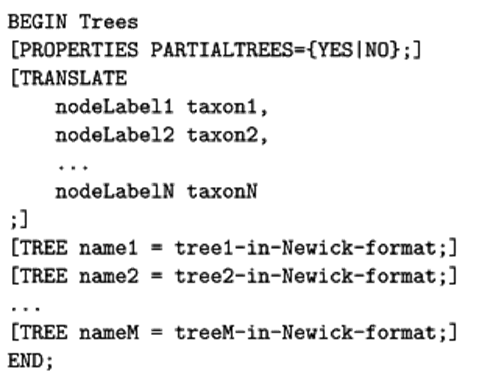 BEGIN Trees
[PROPERTIES PARTIALTREES={YES|NO};]
[TRANSLATE
nodeLabel1 taxon1,
nodeLabel2 taxon2,
...
nodeLabelN taxonN
;]
[TREE name1 = tree1-in-Newick-format;]
[TREE name2 = tree2-in-Newick-format;]
...
[TREE nameM = treeM-in-Newick-format;]
END;